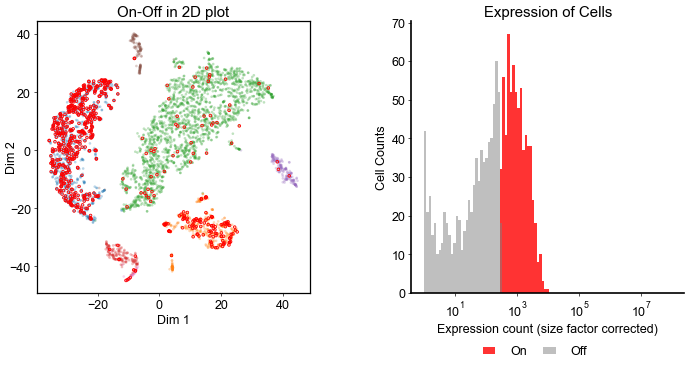 On-Off in 2D plot
40
20
0
−20
−40
Dim 2
−20 0 20 40
Dim 1
Expression of Cells
70
60
50
40
30
20
10
0
Cell Counts
10^1 10^3 10^5 10^7
Expression count (size factor corrected)
On Off